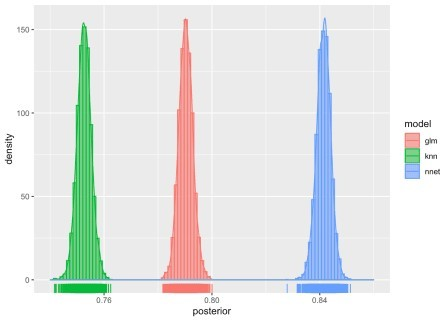 150
100
50
0
density
0.76
0.80
0.84
posterior
model
glm
knn
nnet